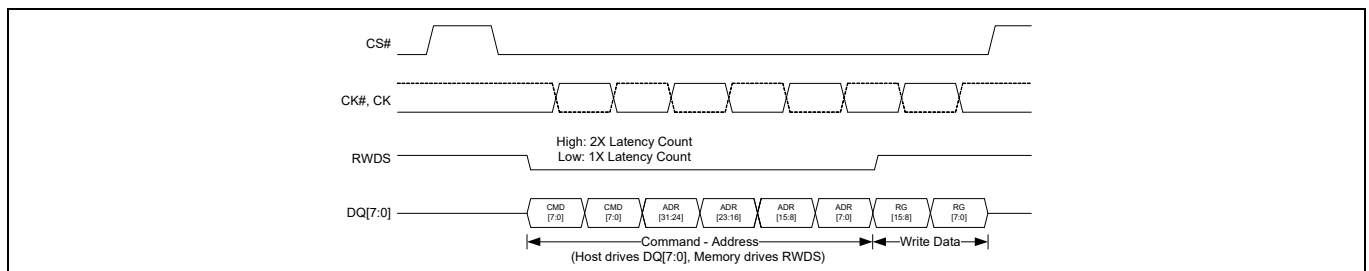 CS#
CK#, CK
High: 2X Latency Count
RWDS
Low: 1X Latency Count
DQ[7:0]
CMD CMD ADR ADR ADR ADR RG RG
[7:0] [7:0] [31:24] [23:16] [15:8] [7:0] [15:8] [7:0]
Command - Address Write Data
(Host drives DQ[7:0], Memory drives RWDS)